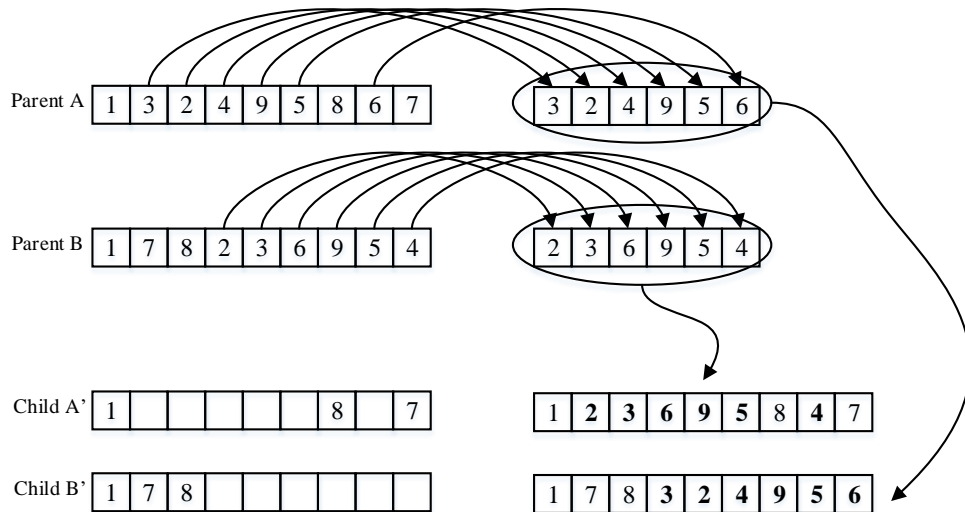 Parent A 1 3 2 4 9 5 8 6 7 3 2 4 9 5 6
Parent B 1 7 8 2 3 6 9 5 4 2 3 6 9 5 4
Child A’ 1 8 7 1 2 3 6 9 5 8 4 7
Child B’ 1 7 8 1 7 8 3 2 4 9 5 6